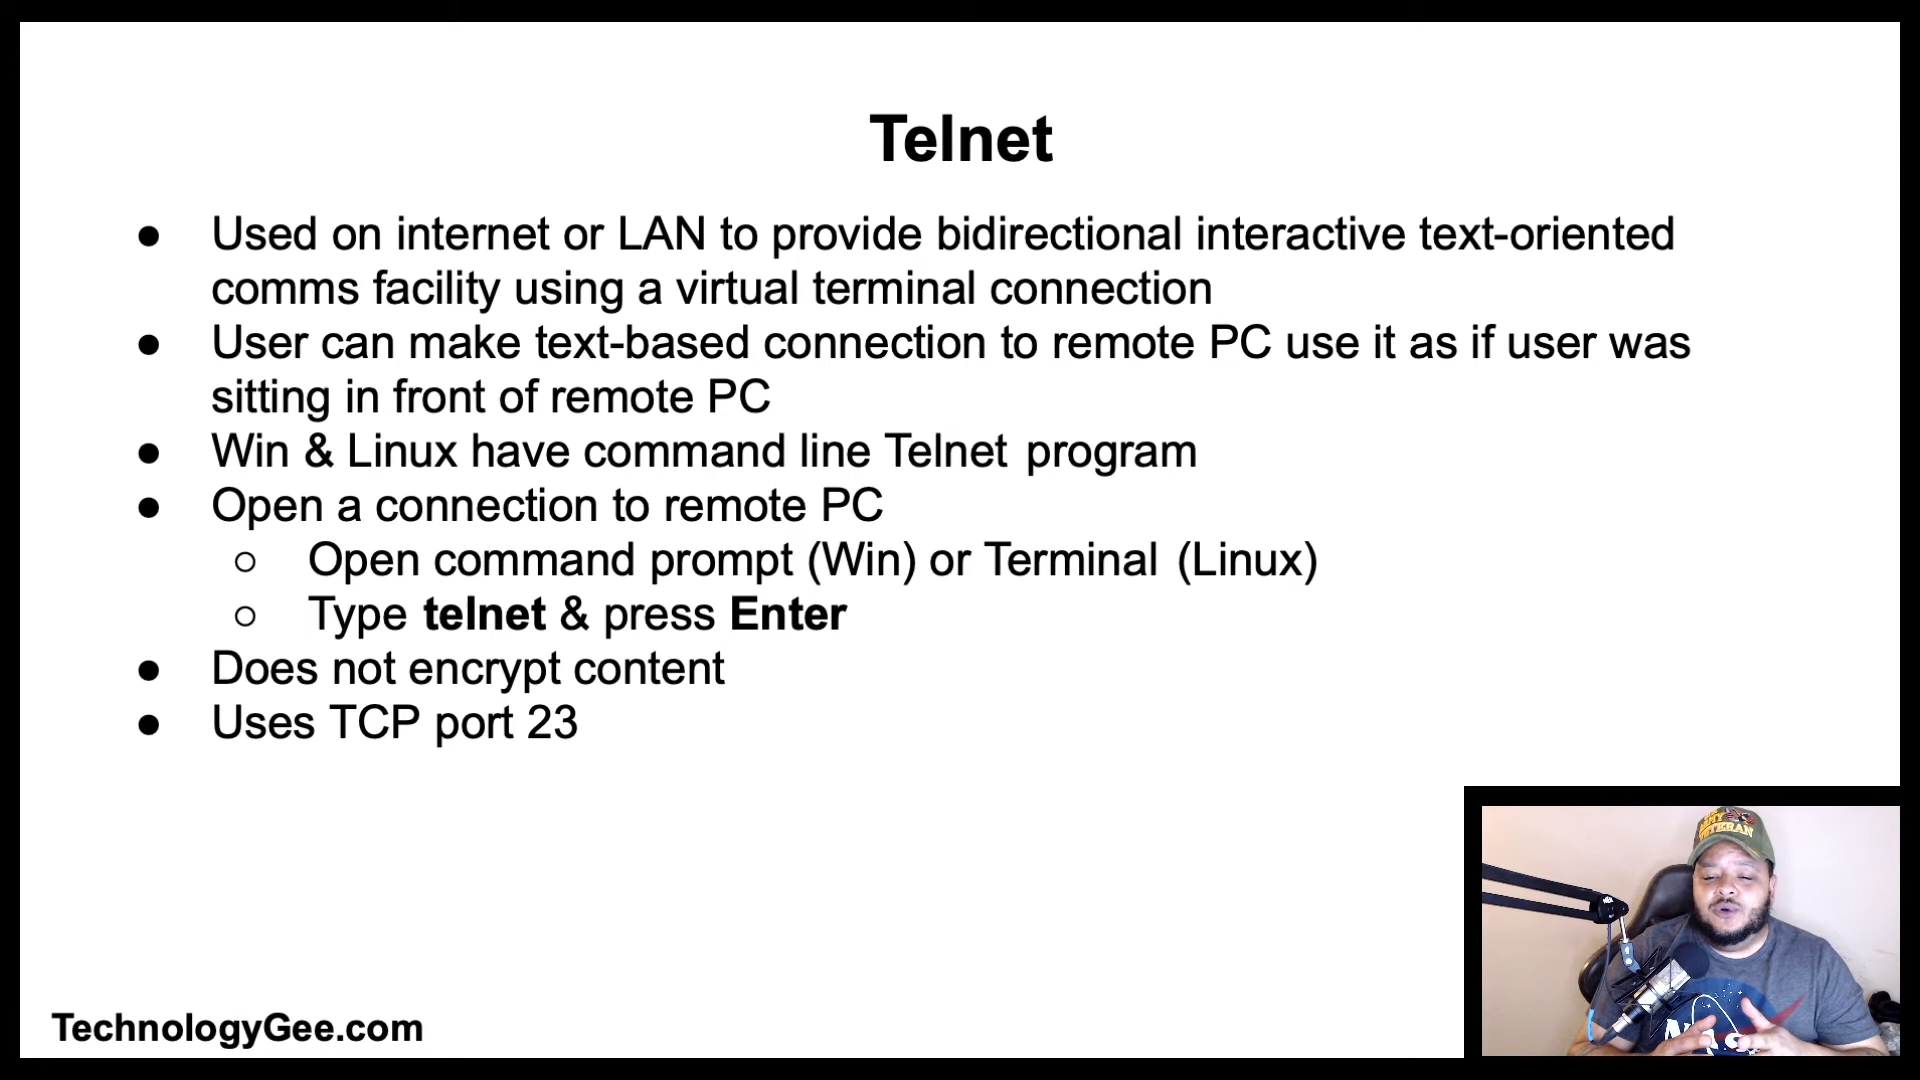 Telnet
● Used on internet or LAN to provide bidirectional interactive text-oriented
comms facility using a virtual terminal connection
● User can make text-based connection to remote PC use it as if user was
sitting in front of remote PC
● Win & Linux have command line Telnet program
● Open a connection to remote PC
○ Open command prompt (Win) or Terminal (Linux)
○ Type telnet & press Enter
● Does not encrypt content
● Uses TCP port 23
ARMY
VETERAN
TechnologyGee.com